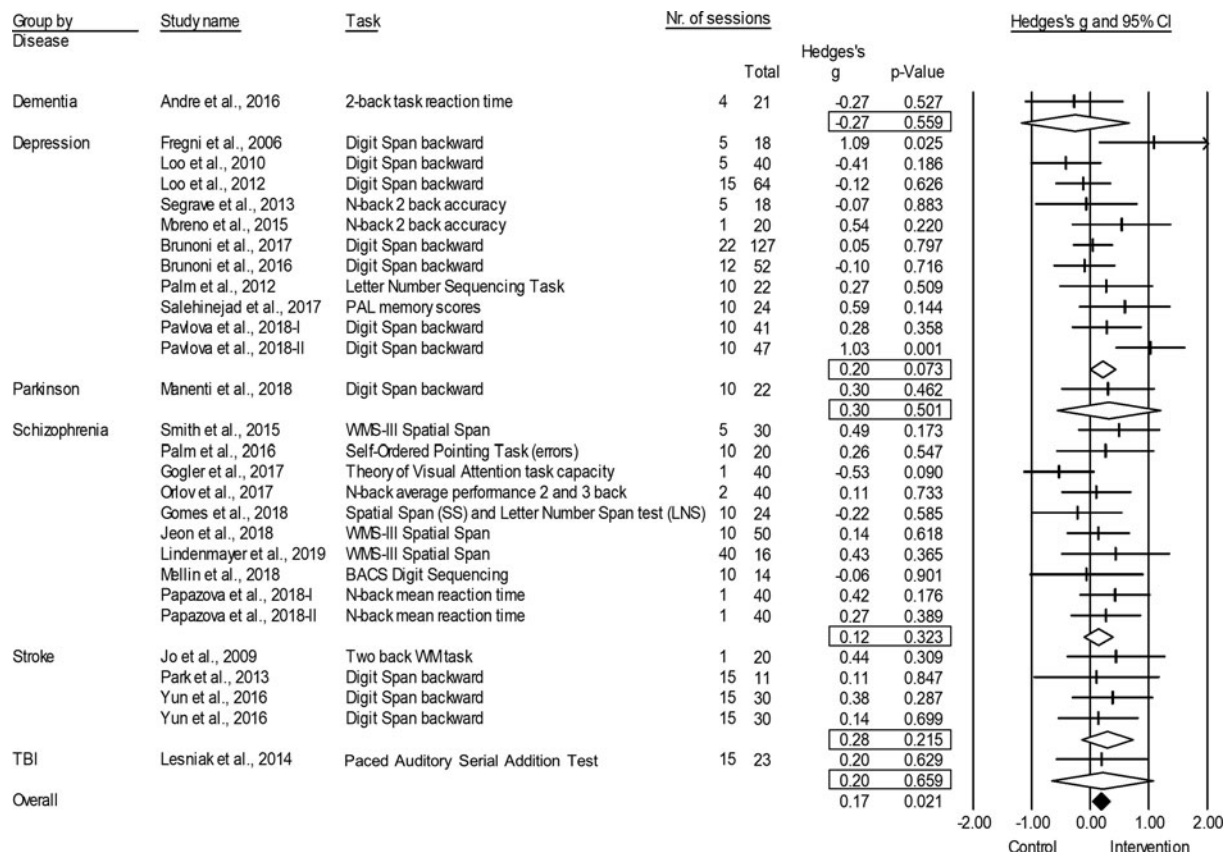 Group by Study name Task Nr. of sessions Hedges's g and 95% CI
Disease
Hedges's
Total g p-Value
Dementia Andre et al., 2016 2-back task reaction time 4 21 -0.27 0.527
-0.27 0.559
Depression Fregni et al., 2006 Digit Span backward 5 18 1.09 0.025
Loo et al., 2010 Digit Span backward 5 40 -0.41 0.186
Loo et al., 2012 Digit Span backward 15 64 -0.12 0.626
Segrave et al., 2013 N-back 2 back accuracy 5 18 -0.07 0.883
Moreno et al., 2015 N-back 2 back accuracy 1 20 0.54 0.220
Brunoni et al., 2017 Digit Span backward 22 127 0.05 0.797
Brunoni et al., 2016 Digit Span backward 12 52 -0.10 0.716
Palm et al., 2012 Letter Number Sequencing Task 10 22 0.27 0.509
Salehinejad et al., 2017 PAL memory scores 10 24 0.59 0.144
Pavlova et al., 2018-I Digit Span backward 10 41 0.28 0.358
Pavlova et al., 2018-II Digit Span backward 10 47 1.03 0.001
0.20 0.073
Parkinson Manenti et al., 2018 Digit Span backward 10 22 0.30 0.462
0.30 0.501
Schizophrenia Smith et al., 2015 WMS-III Spatial Span 5 30 0.49 0.173
Palm et al., 2016 Self-Ordered Pointing Task (errors) 10 20 0.26 0.547
Gogler et al., 2017 Theory of Visual Attention task capacity 1 40 -0.53 0.090
Orlov et al., 2017 N-back average performance 2 and 3 back 2 40 0.11 0.733
Gomes et al., 2018 Spatial Span (SS) and Letter Number Span test (LNS) 10 24 -0.22 0.585
Jeon et al., 2018 WMS-III Spatial Span 10 50 0.14 0.618
Lindenmayer et al., 2019 WMS-III Spatial Span 40 16 0.43 0.365
Mellin et al., 2018 BACS Digit Sequencing 10 14 -0.06 0.901
Papazova et al., 2018-I N-back mean reaction time 1 40 0.42 0.176
Papazova et al., 2018-II N-back mean reaction time 1 40 0.27 0.389
0.12 0.323
Stroke Jo et al., 2009 Two back WM task 1 20 0.44 0.309
Park et al., 2013 Digit Span backward 15 11 0.11 0.847
Yun et al., 2016 Digit Span backward 15 30 0.38 0.287
Yun et al., 2016 Digit Span backward 15 30 0.14 0.699
0.28 0.215
TBI Lesniak et al., 2014 Paced Auditory Serial Addition Test 15 23 0.20 0.629
0.20 0.659
Overall 0.17 0.021
-2.00 -1.00 0.00 1.00 2.00
Control Intervention